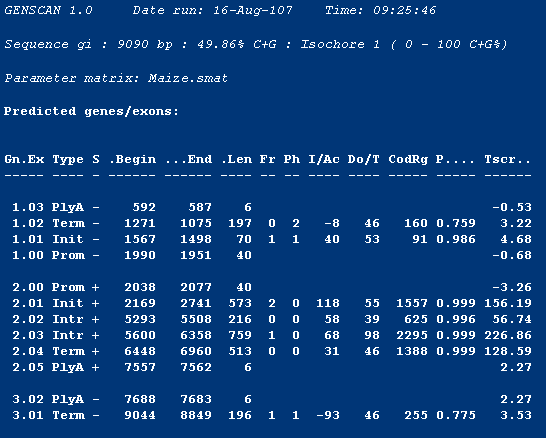 GENSCAN 1.0 Date run: 16-Aug-107 Time: 09:25:46
Sequence gi : 9090 bp : 49.86% C+G : Isochore 1 ( 0 - 100 C+G%)
Parameter matrix: Maize.smat
Predicted genes/exons:
Gn.Ex Type S .Begin ...End .Len Fr Ph I/Ac Do/T CodRg P.... Tscr..
----- ---- - ------ ------ ---- -- -- ---- ---- ----- ----- ------
1.03 PlyA - 592 587 6 -0.53
1.02 Term - 1271 1075 197 0 2 -8 46 160 0.759 3.22
1.01 Init - 1567 1498 70 1 1 40 53 91 0.986 4.68
1.00 Prom - 1990 1951 40 -0.68
2.00 Prom + 2038 2077 40 -3.26
2.01 Init + 2169 2741 573 2 0 118 55 1557 0.999 156.19
2.02 Intr + 5293 5508 216 0 0 58 39 625 0.996 56.74
2.03 Intr + 5600 6358 759 1 0 68 98 2295 0.999 226.86
2.04 Term + 6448 6960 513 0 0 31 46 1388 0.999 128.59
2.05 PlyA + 7557 7562 6 2.27
3.02 PlyA - 7688 7683 6 2.27
3.01 Term - 9044 8849 196 1 1 -93 46 255 0.775 3.53